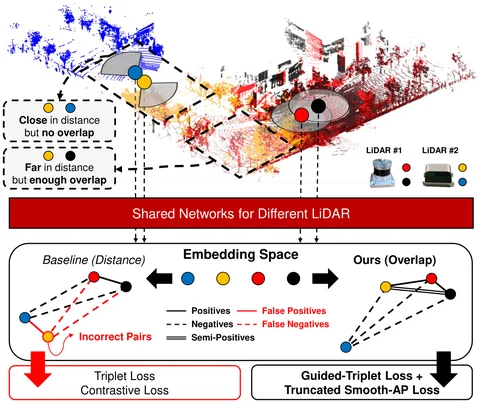 Close in distance
but no overlap
Far in distance
but enough overlap
LiDAR #1
LiDAR #2
Shared Networks for Different LiDAR
Embedding Space
Baseline (Distance)
Ours (Overlap)
Incorrect Pairs
Positives
False Positives
Negatives
False Negatives
Semi-Positives
Triplet Loss
Contrastive Loss
Guided-Triplet Loss +
Truncated Smooth-AP Loss